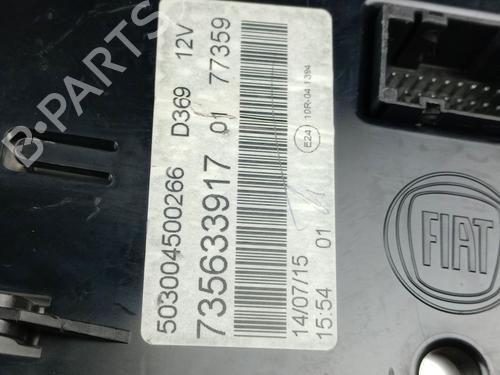 503004500266 D369 12V
735633917 01 77359
E24 10R-04 1394
14/07/15
15:54 01
FIAT
B-Parts